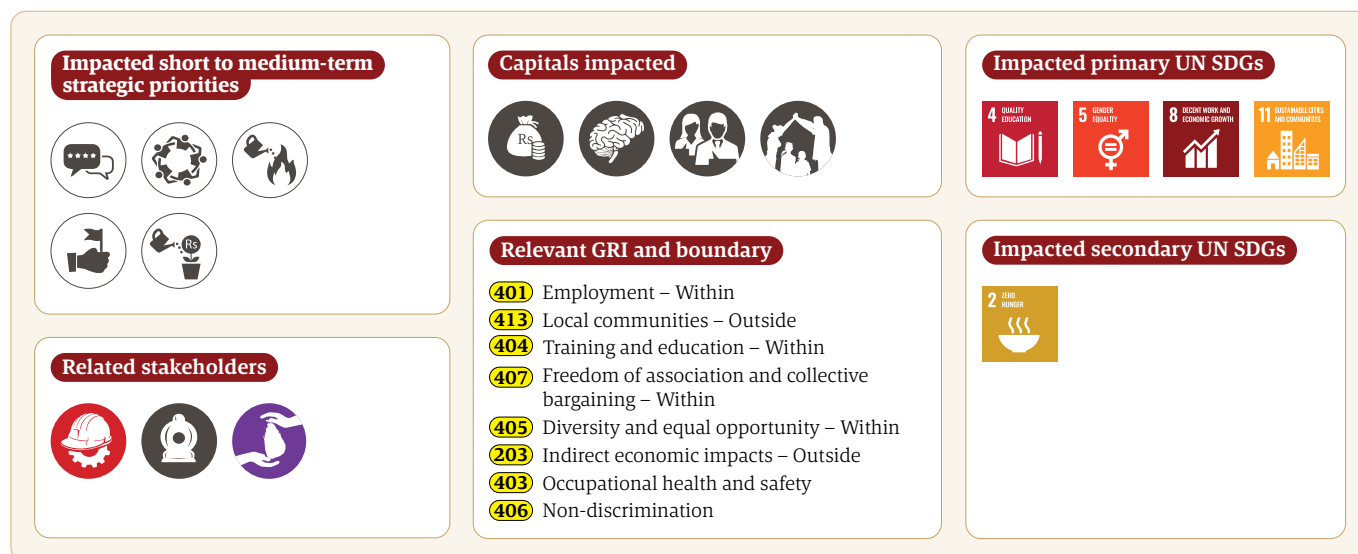 Impacted short to medium-term
strategic priorities
Rs
Related stakeholders
Capitals impacted
Rs
Relevant GRI and boundary
401 Employment – Within
413 Local communities – Outside
404 Training and education – Within
407 Freedom of association and collective
bargaining – Within
405 Diversity and equal opportunity – Within
203 Indirect economic impacts – Outside
403 Occupational health and safety
406 Non-discrimination
Impacted primary UN SDGs
4 QUALITY
EDUCATION
5 GENDER
EQUALITY
8 DECENT WORK AND
ECONOMIC GROWTH
11 SUSTAINABLE CITIES
AND COMMUNITIES
Impacted secondary UN SDGs
2 ZERO
HUNGER